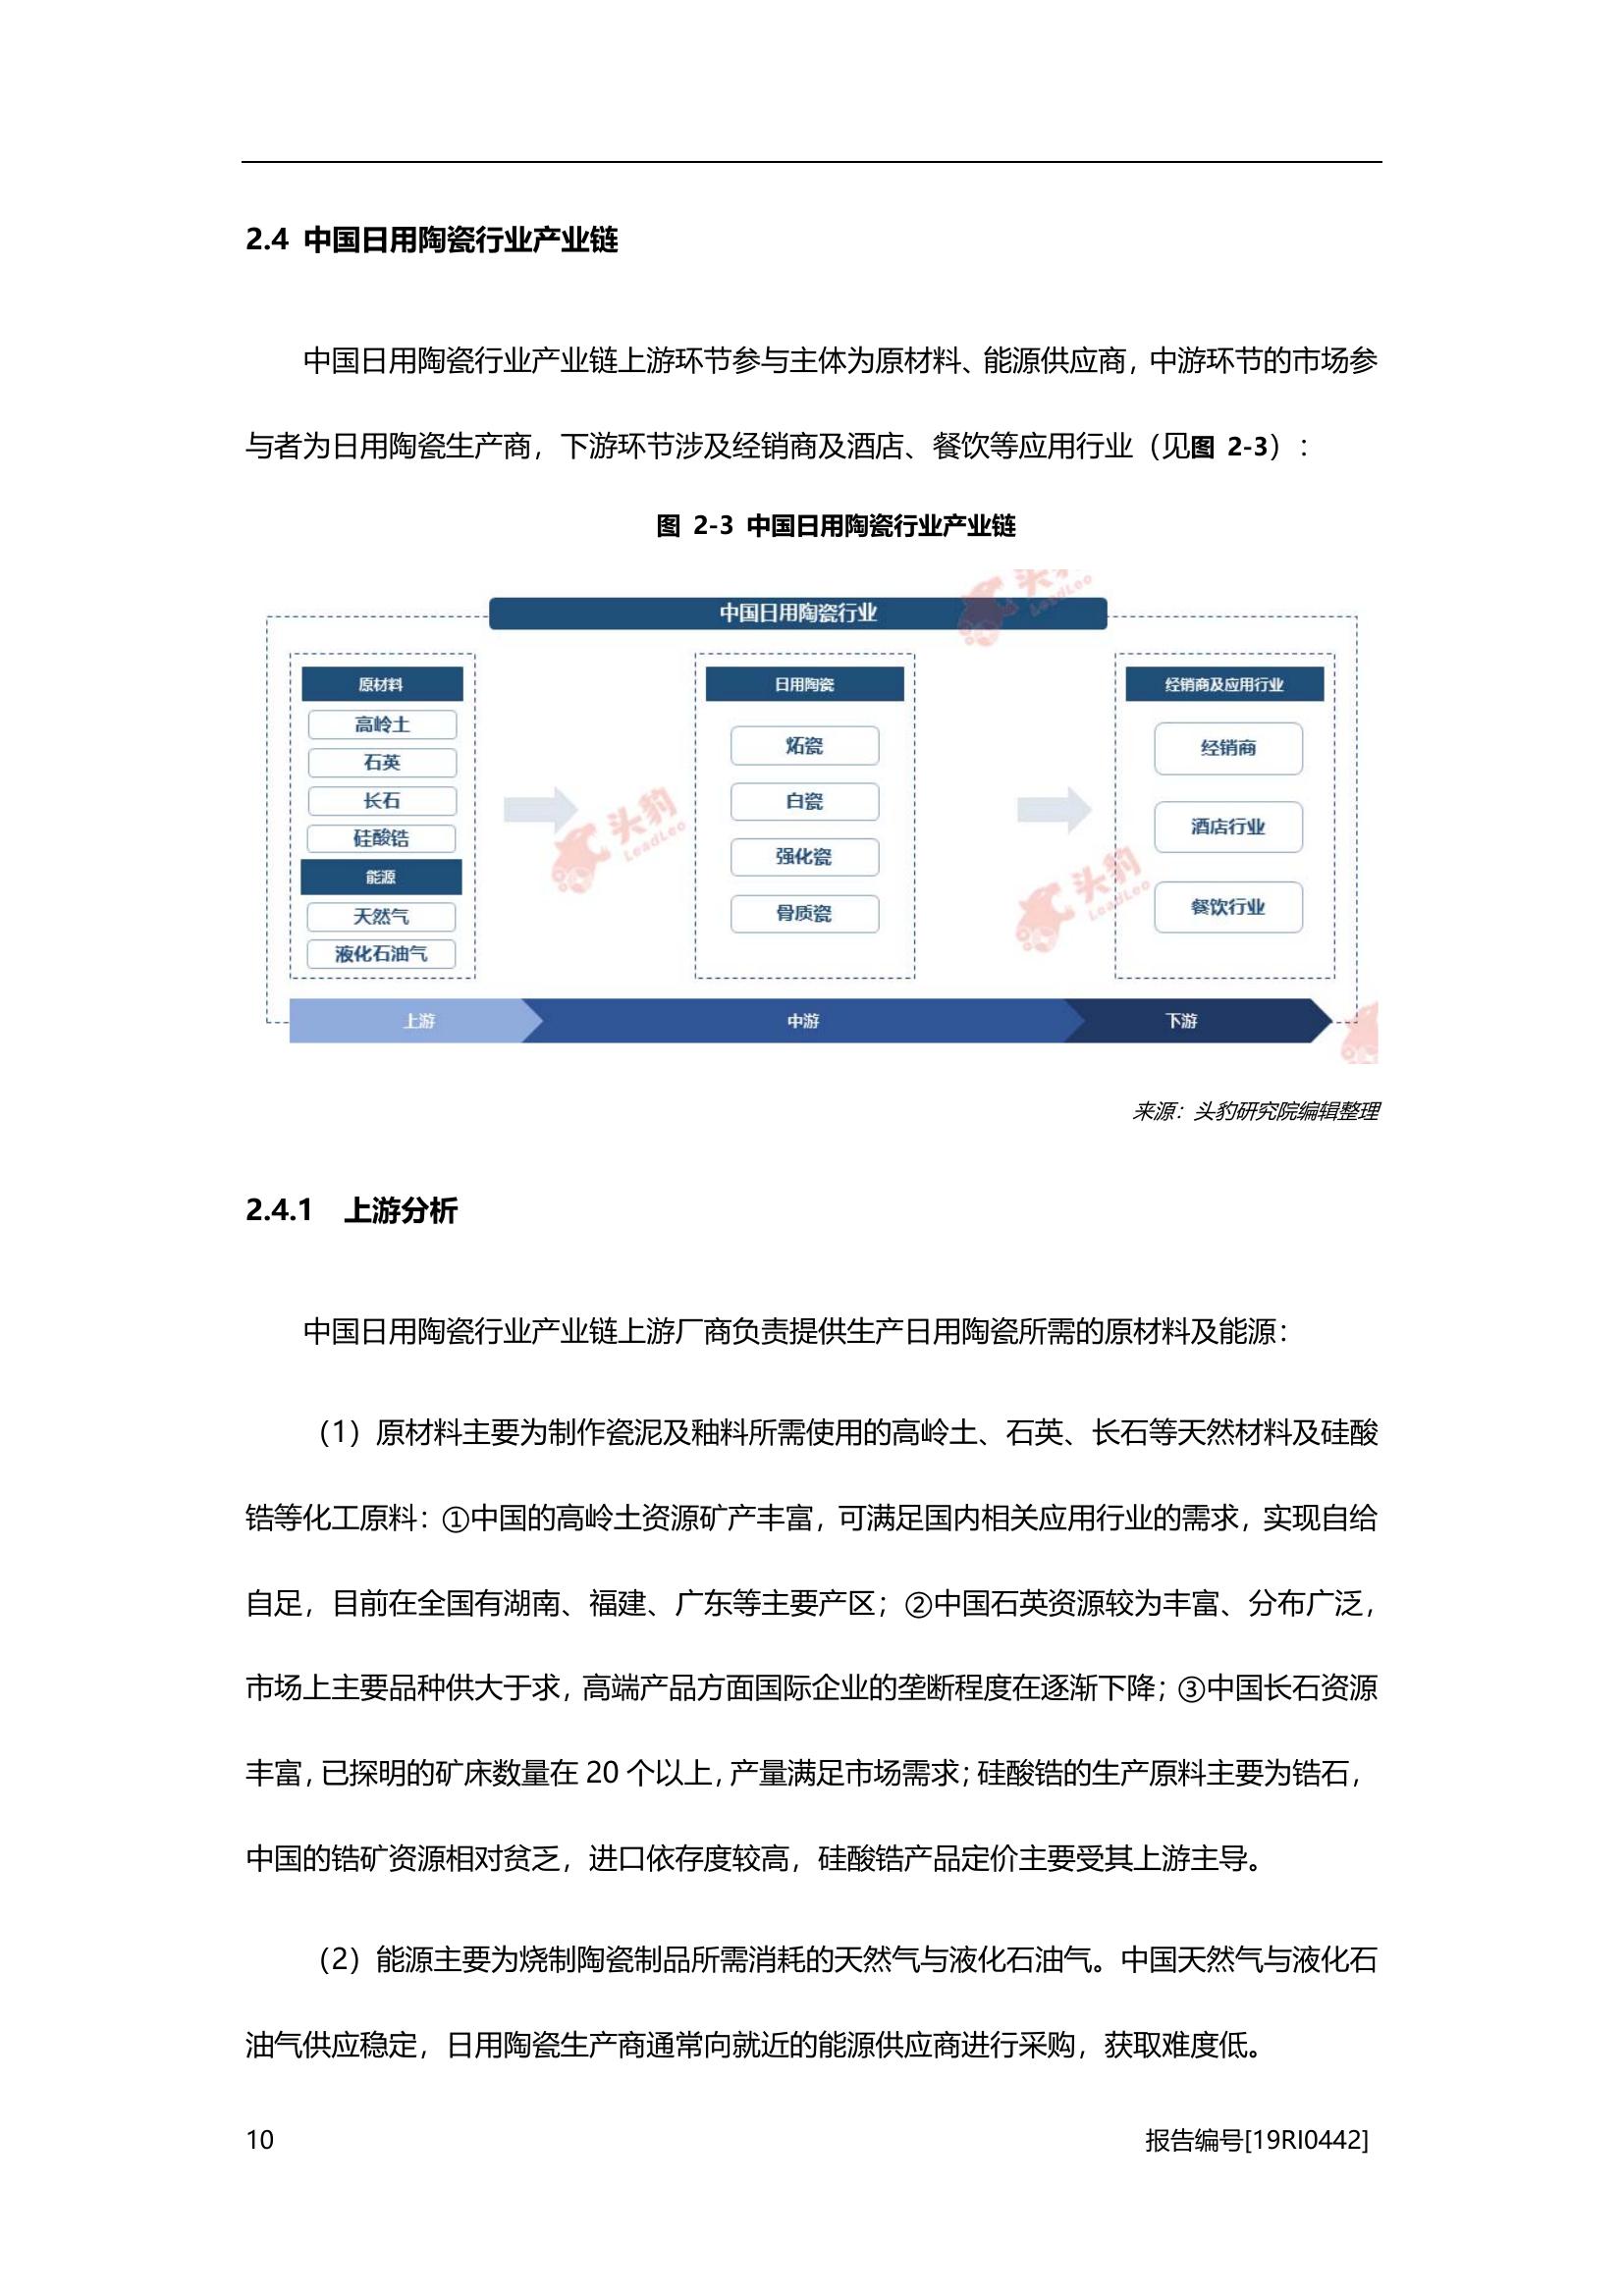 2.4 中国日用陶瓷行业产业链
中国日用陶瓷行业产业链上游环节参与主体为原材料、能源供应商，中游环节的市场参
与者为日用陶瓷生产商，下游环节涉及经销商及酒店、餐饮等应用行业（见图 2-3）：
图 2-3 中国日用陶瓷行业产业链
中国日用陶瓷行业
原材料
高岭土
石英
长石
硅酸锆
能源
天然气
液化石油气
日用陶瓷
炻瓷
白瓷
强化瓷
骨质瓷
经销商及应用行业
经销商
酒店行业
餐饮行业
头豹
LeadLeo
头豹
LeadLeo
头豹
LeadLeo
上游
中游
下游
来源：头豹研究院编辑整理
2.4.1 上游分析
中国日用陶瓷行业产业链上游厂商负责提供生产日用陶瓷所需的原材料及能源：
（1）原材料主要为制作瓷泥及釉料所需使用的高岭土、石英、长石等天然材料及硅酸
锆等化工原料：①中国的高岭土资源矿产丰富，可满足国内相关应用行业的需求，实现自给
自足，目前在全国有湖南、福建、广东等主要产区；②中国石英资源较为丰富、分布广泛，
市场上主要品种供大于求，高端产品方面国际企业的垄断程度在逐渐下降；③中国长石资源
丰富，已探明的矿床数量在 20 个以上，产量满足市场需求；硅酸锆的生产原料主要为锆石，
中国的锆矿资源相对贫乏，进口依存度较高，硅酸锆产品定价主要受其上游主导。
（2）能源主要为烧制陶瓷制品所需消耗的天然气与液化石油气。中国天然气与液化石
油气供应稳定，日用陶瓷生产商通常向就近的能源供应商进行采购，获取难度低。
10
报告编号[19RI0442]